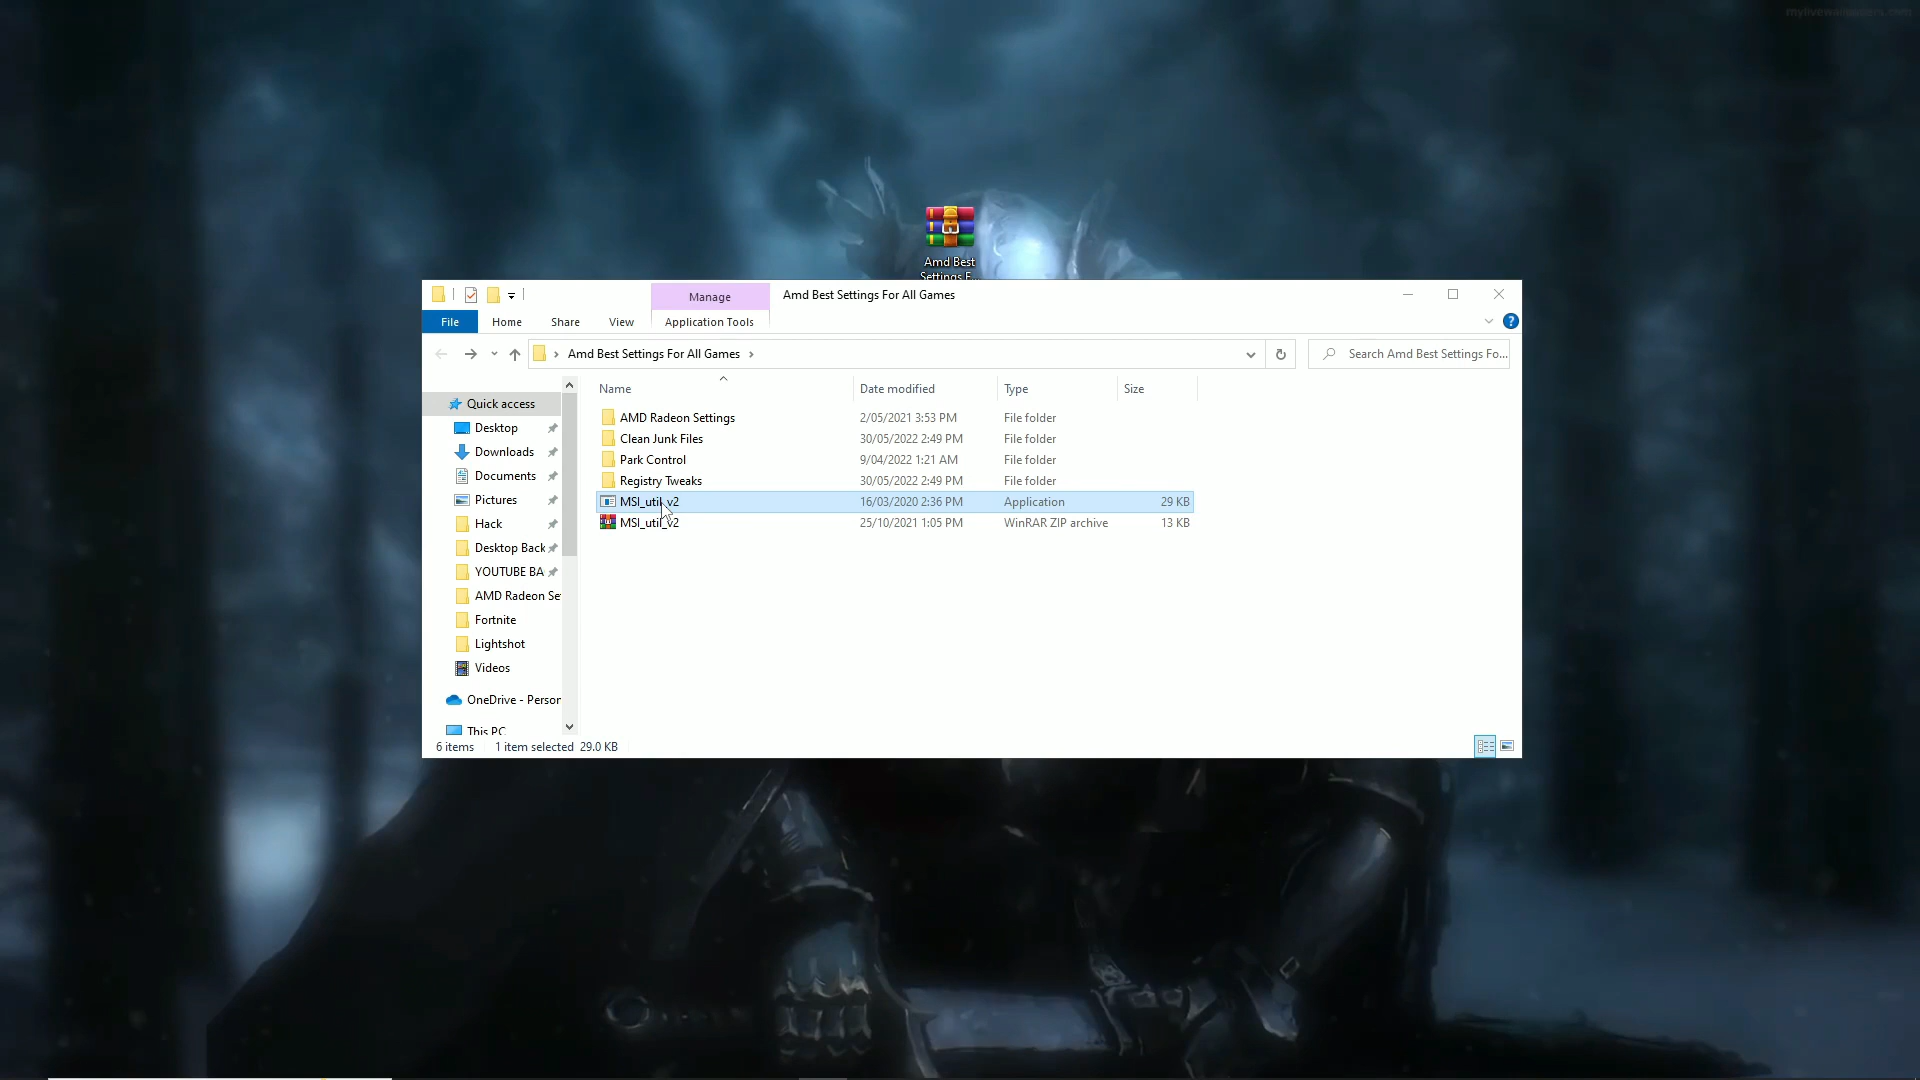 mylivewallpapers.com
Amd Best
Settings F...
Manage
Amd Best Settings For All Games
File
Home
Share
View
Application Tools
?
Amd Best Settings For All Games
Search Amd Best Settings Fo...
Name
Date modified
Type
Size
Quick access
Desktop
Downloads
Documents
Pictures
Hack
Desktop Back
YOUTUBE BA
AMD Radeon Se
Fortnite
Lightshot
Videos
OneDrive - Person
This PC
AMD Radeon Settings 2/05/2021 3:53 PM File folder
Clean Junk Files 30/05/2022 2:49 PM File folder
Park Control 9/04/2022 1:21 AM File folder
Registry Tweaks 30/05/2022 2:49 PM File folder
MSI_util_v2 16/03/2020 2:36 PM Application 29 KB
MSI_util_v2 25/10/2021 1:05 PM WinRAR ZIP archive 13 KB
6 items 1 item selected 29.0 KB